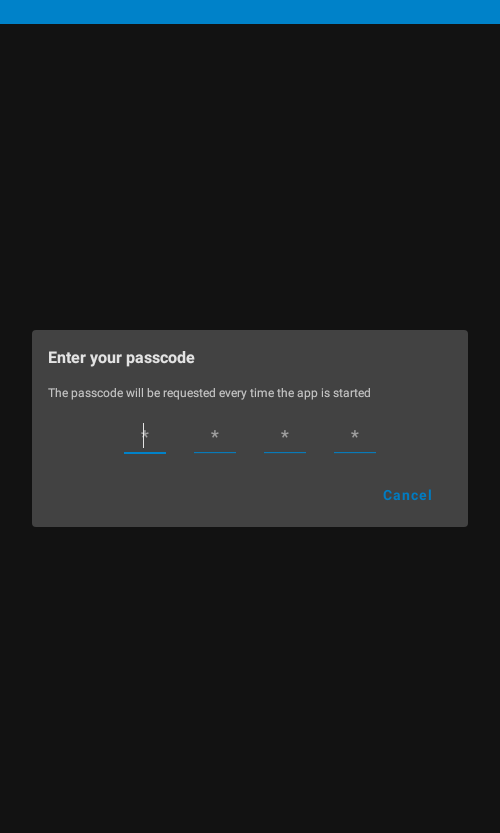 Enter your passcode
The passcode will be requested every time the app is started
* * * *
Cancel